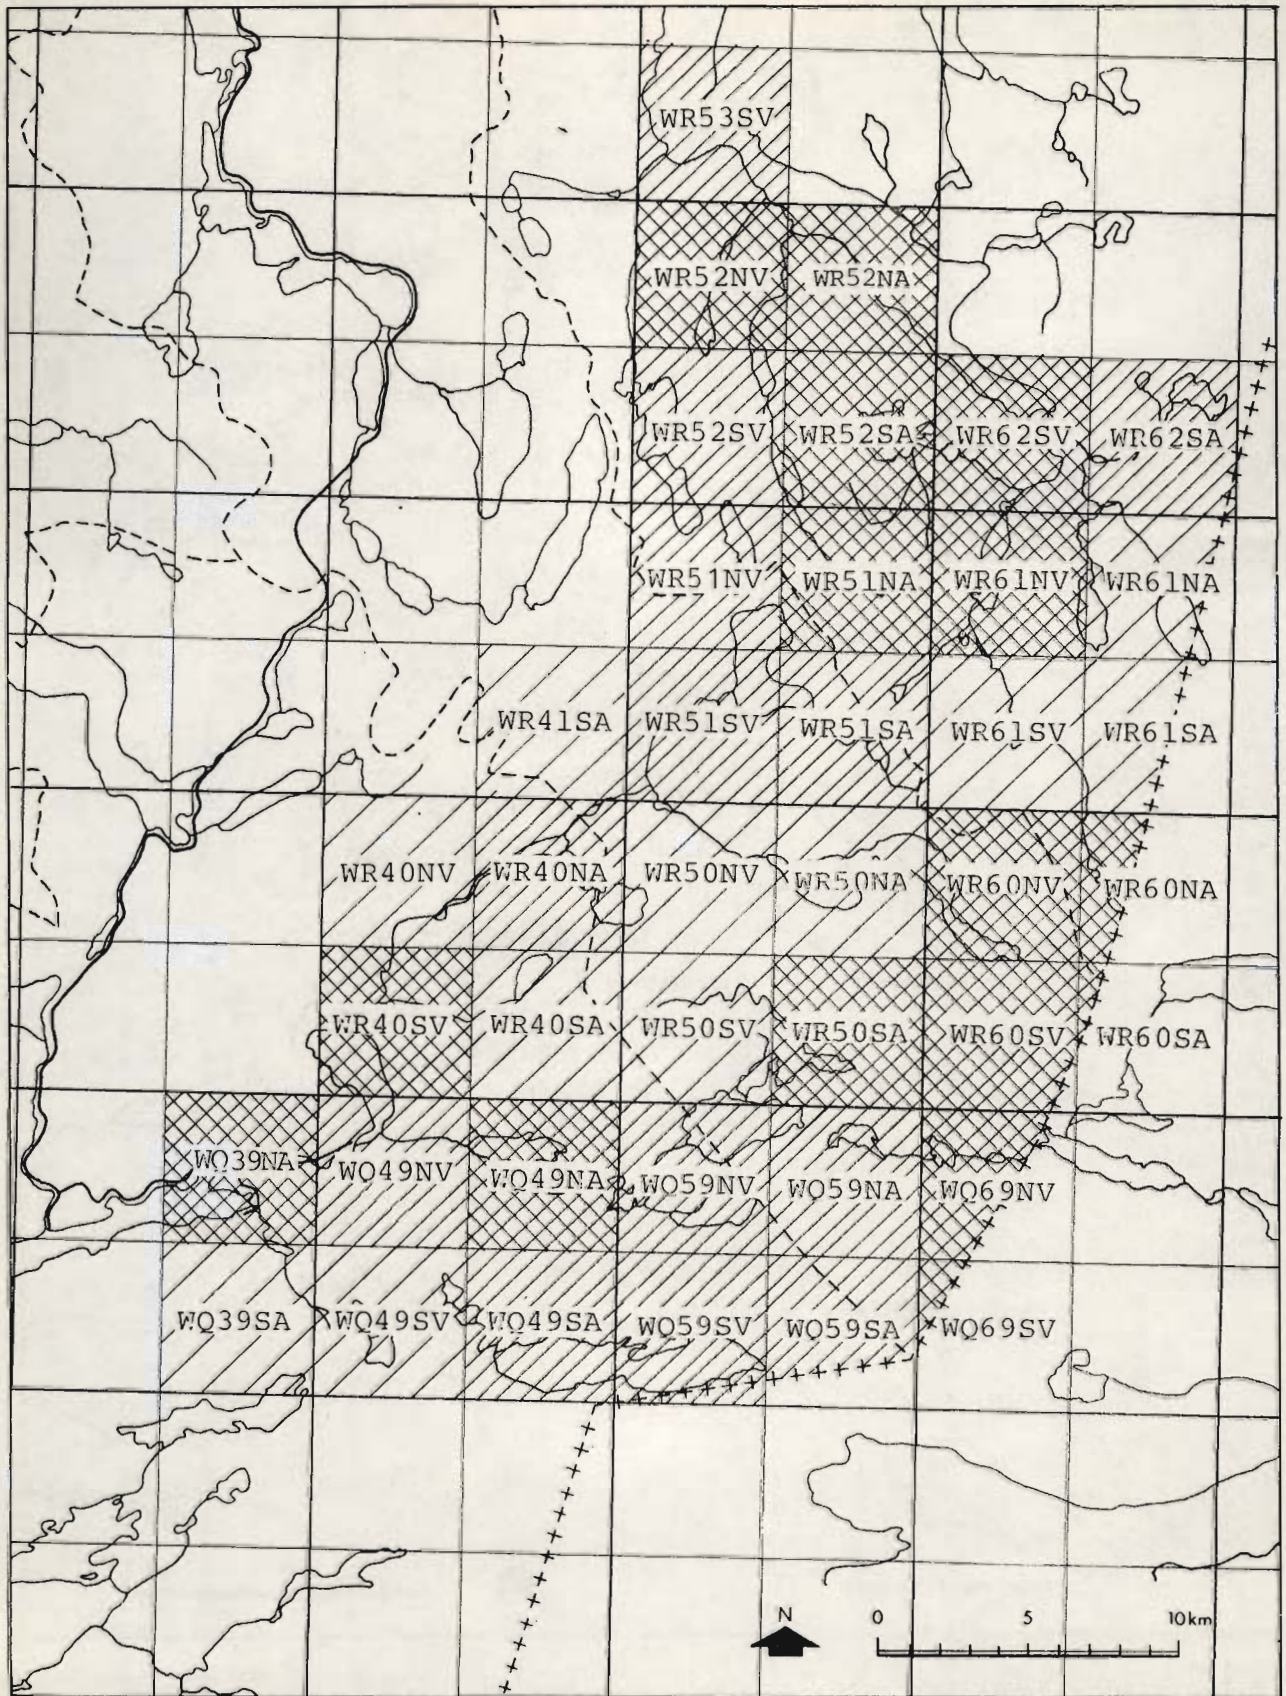 WR53SV
WR52NV WR52NA
WR52SV WR52SA WR62SV WR62SA
WR51NV WR51NA WR61NV WR61NA
WR41SA WR51SV WR51SA WR61SV WR61SA
WR40NV WR40NA WR50NV WR50NA WR60NV WR60NA
WR40SV WR40SA WR50SV WR50SA WR60SV WR60SA
WQ39NA WQ49NV WQ49NA WQ59NV WQ59NA WQ69NV
WQ39SA WQ49SV WQ49SA WQ59SV WQ59SA WQ69SV
N 0 5 10km